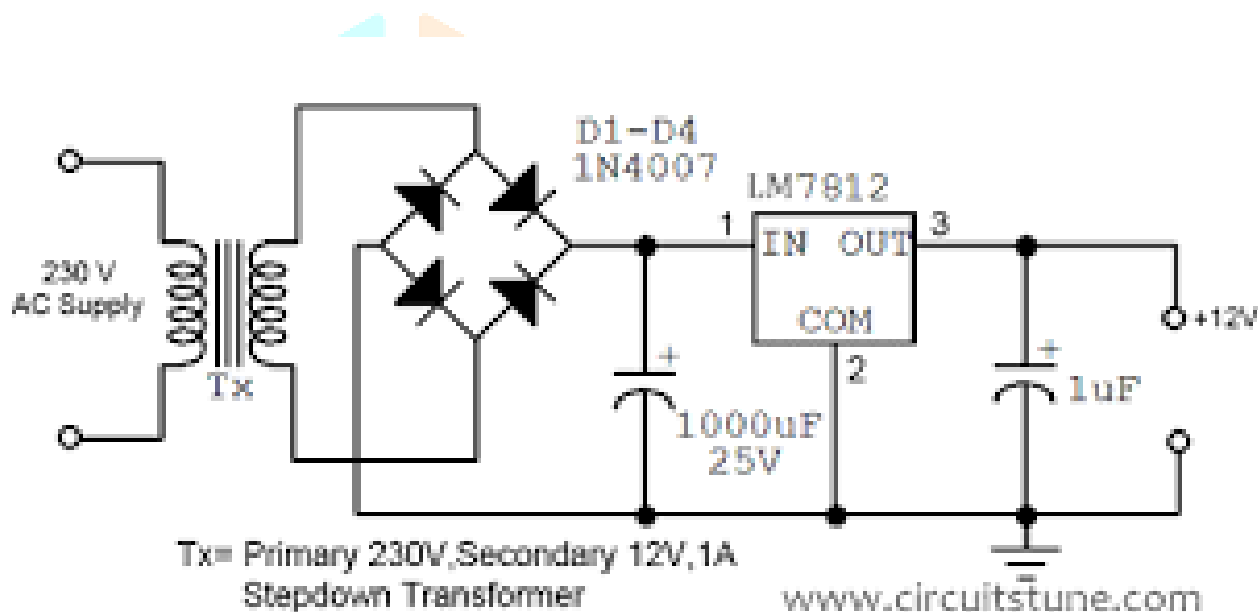 D1-D4
1N4007
LM7812
1
IN
OUT
3
COM
2
230 V
AC Supply
Tx
+
1000uF
25V
+
1uF
+12V
Tx= Primary 230V,Secondary 12V,1A
Stepdown Transformer
www.circuitstune.com